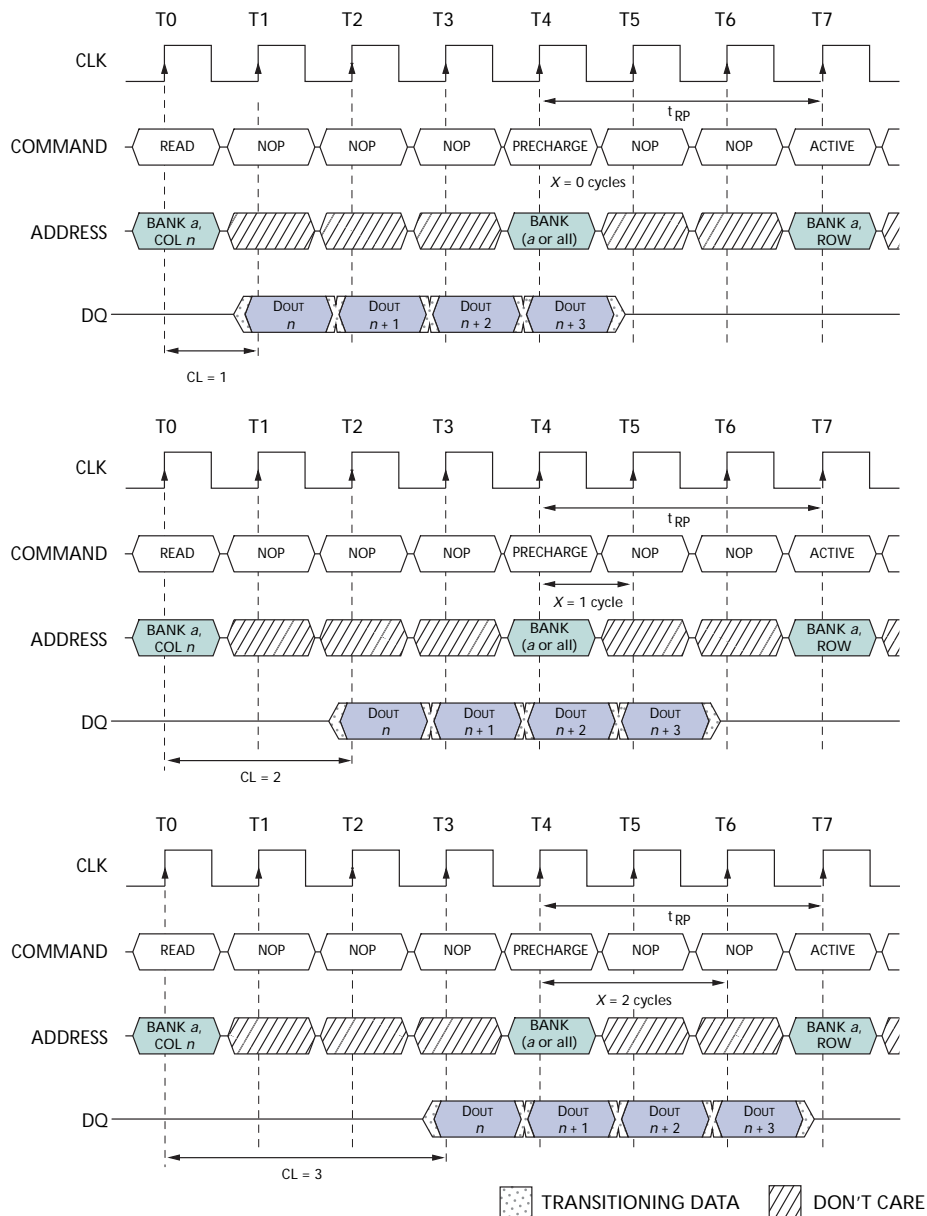 T0 T1 T2 T3 T4 T5 T6 T7
CLK
tRP
COMMAND READ NOP NOP NOP PRECHARGE NOP NOP ACTIVE
X = 0 cycles
ADDRESS BANK a, COL n BANK (a or all) BANK a, ROW
DQ DOUT n DOUT n + 1 DOUT n + 2 DOUT n + 3
CL = 1
T0 T1 T2 T3 T4 T5 T6 T7
CLK
tRP
COMMAND READ NOP NOP NOP PRECHARGE NOP NOP ACTIVE
X = 1 cycle
ADDRESS BANK a, COL n BANK (a or all) BANK a, ROW
DQ DOUT n DOUT n + 1 DOUT n + 2 DOUT n + 3
CL = 2
T0 T1 T2 T3 T4 T5 T6 T7
CLK
tRP
COMMAND READ NOP NOP NOP PRECHARGE NOP NOP ACTIVE
X = 2 cycles
ADDRESS BANK a, COL n BANK (a or all) BANK a, ROW
DQ DOUT n DOUT n + 1 DOUT n + 2 DOUT n + 3
CL = 3
TRANSITIONING DATA DON'T CARE